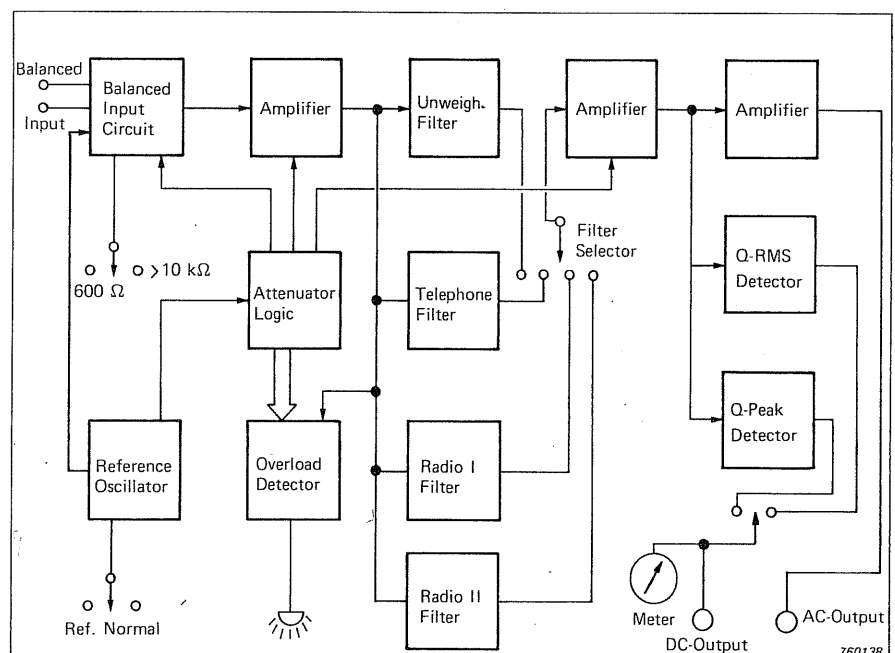 Balanced
Input
Balanced
Input
Circuit
Amplifier
Unweigh.
Filter
Amplifier
Amplifier
600 Ω
>10 kΩ
Attenuator
Logic
Telephone
Filter
Filter
Selector
Q-RMS
Detector
Q-Peak
Detector
Reference
Oscillator
Overload
Detector
Radio I
Filter
Radio II
Filter
Ref. Normal
Meter
DC-Output
AC-Output
760138